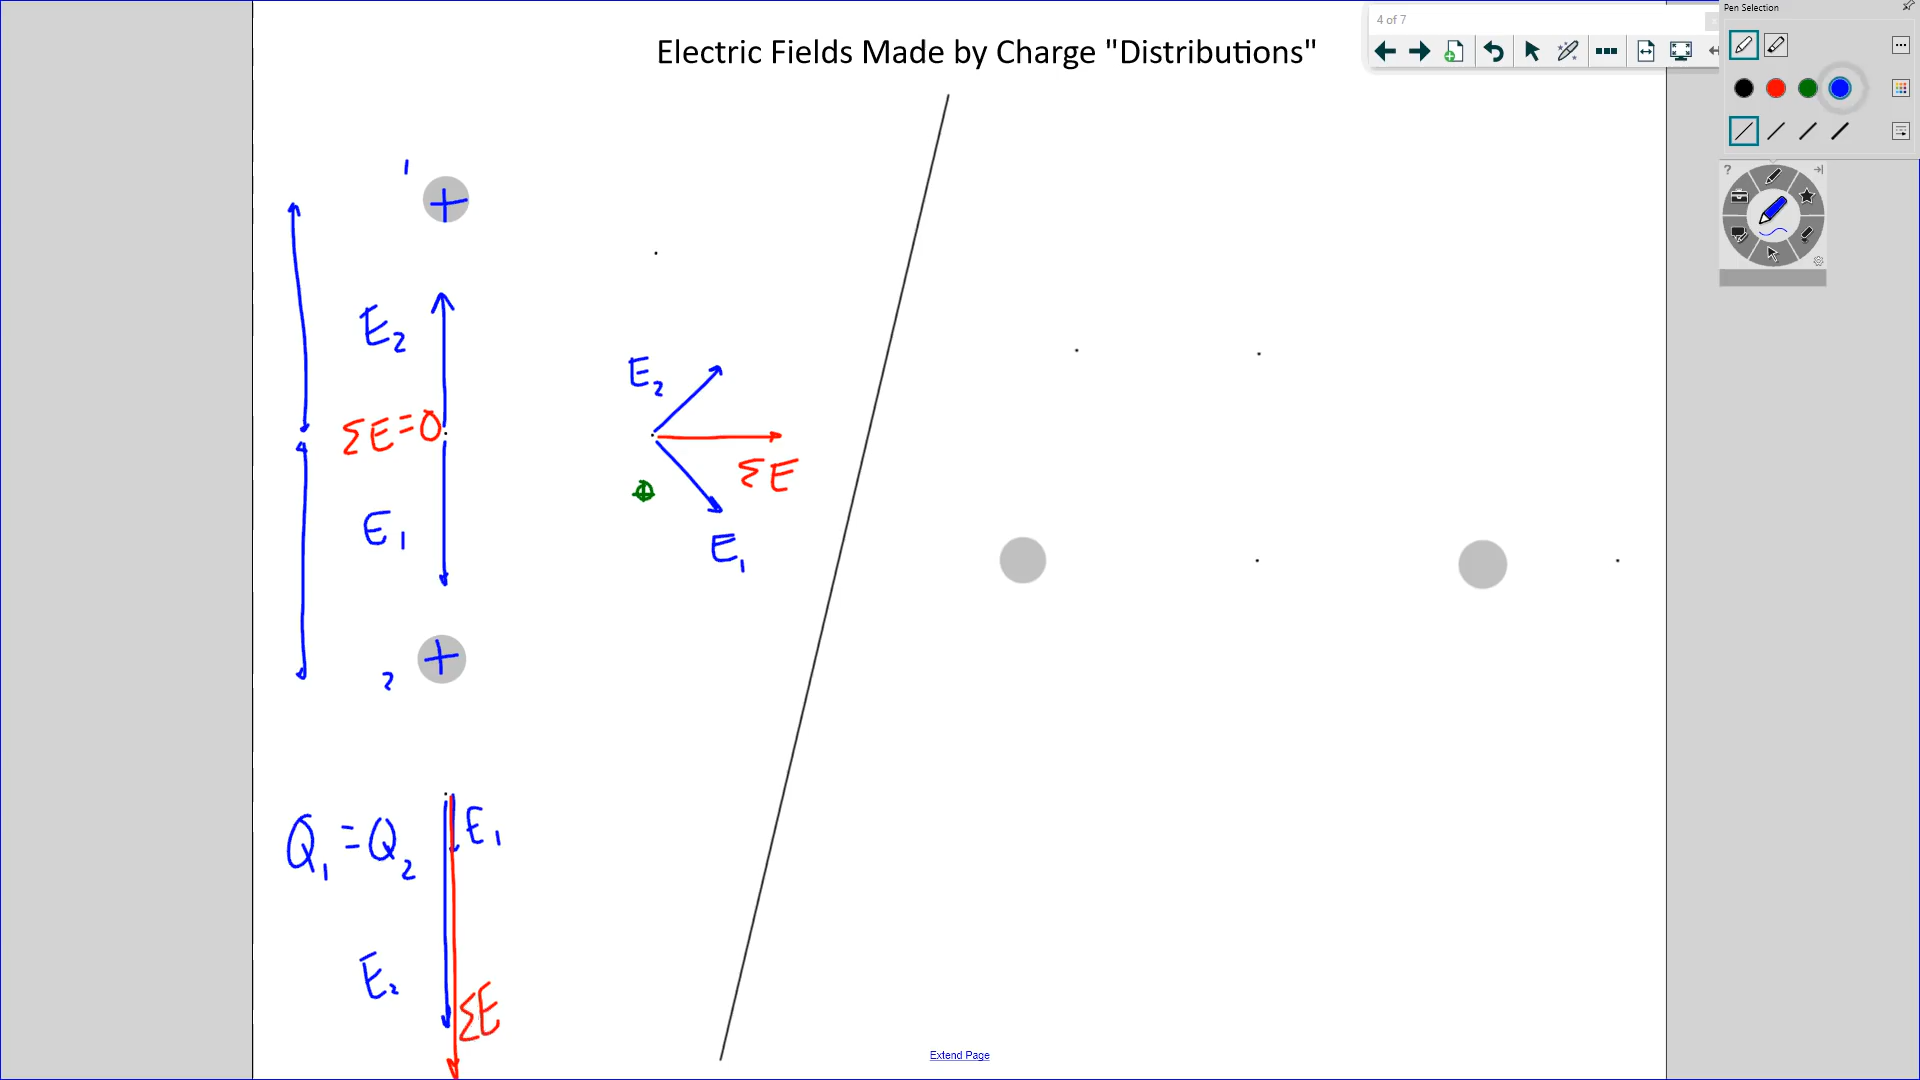 Electric Fields Made by Charge "Distributions"
4 of 7
Pen Selection
?
1
+
E₂
ΣE=0
E₁
+
2
E₂
ΣE
E₁
Q₁=Q₂
E₁
E₂
ΣE
Extend Page